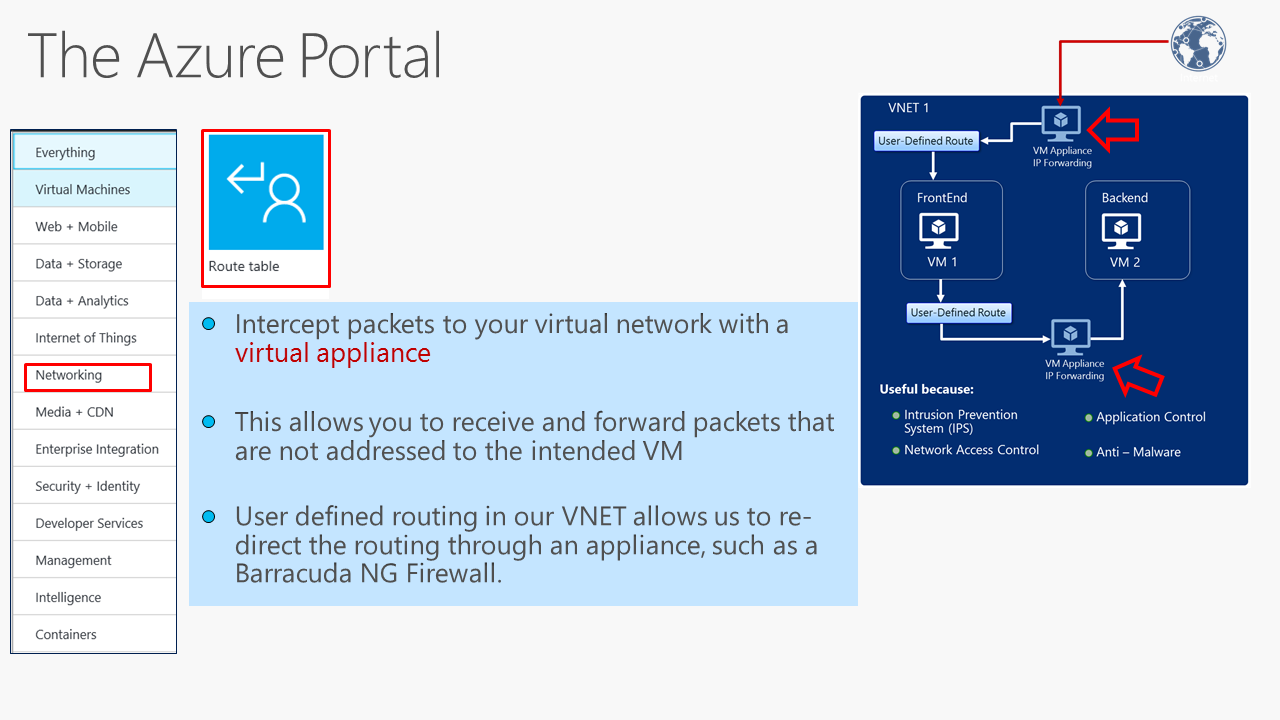 The Azure Portal
Everything
Virtual Machines
Web + Mobile
Data + Storage
Data + Analytics
Internet of Things
Networking
Media + CDN
Enterprise Integration
Security + Identity
Developer Services
Management
Intelligence
Containers
Route table
Intercept packets to your virtual network with a
virtual appliance
This allows you to receive and forward packets that
are not addressed to the intended VM
User defined routing in our VNET allows us to re-
direct the routing through an appliance, such as a
Barracuda NG Firewall.
VNET 1
User-Defined Route
VM Appliance
IP Forwarding
FrontEnd
VM 1
Backend
VM 2
User-Defined Route
VM Appliance
IP Forwarding
Useful because:
Intrusion Prevention
System (IPS)
Network Access Control
Application Control
Anti – Malware